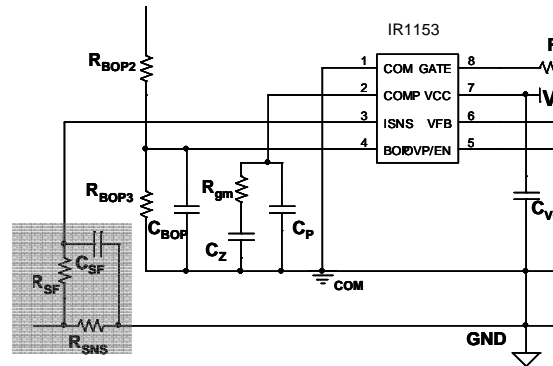 IR1153
R
RBOP2
1
COM GATE
8
2
COMP VCC
7
V
3
ISNS VFB
6
4
BOP OVP/EN
5
RBOP3
Rgm
CBOP
CP
CV
CZ
CSF
RSF
COM
RSNS
GND